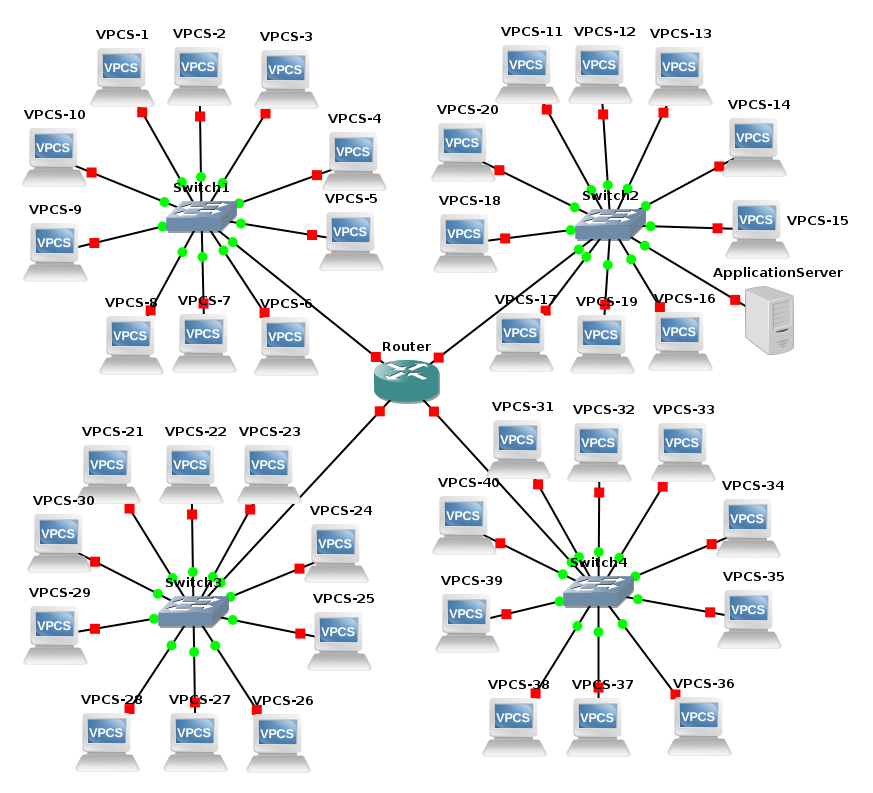 VPCS-1
VPCS
VPCS-2
VPCS
VPCS-3
VPCS
VPCS-10
VPCS
VPCS-4
VPCS
Switch1
VPCS-9
VPCS
VPCS-5
VPCS
VPCS-8
VPCS
VPCS-7
VPCS
VPCS-6
VPCS
VPCS-11
VPCS
VPCS-12
VPCS
VPCS-13
VPCS
VPCS-20
VPCS
VPCS-14
VPCS
Switch2
VPCS-18
VPCS
VPCS-15
VPCS
ApplicationServer
VPCS-17
VPCS
VPCS-19
VPCS
VPCS-16
VPCS
Router
VPCS-21
VPCS
VPCS-22
VPCS
VPCS-23
VPCS
VPCS-30
VPCS
VPCS-24
VPCS
Switch3
VPCS-29
VPCS
VPCS-25
VPCS
VPCS-28
VPCS
VPCS-27
VPCS
VPCS-26
VPCS
VPCS-31
VPCS
VPCS-32
VPCS
VPCS-33
VPCS
VPCS-40
VPCS
VPCS-34
VPCS
Switch4
VPCS-39
VPCS
VPCS-35
VPCS
VPCS-38
VPCS
VPCS-37
VPCS
VPCS-36
VPCS